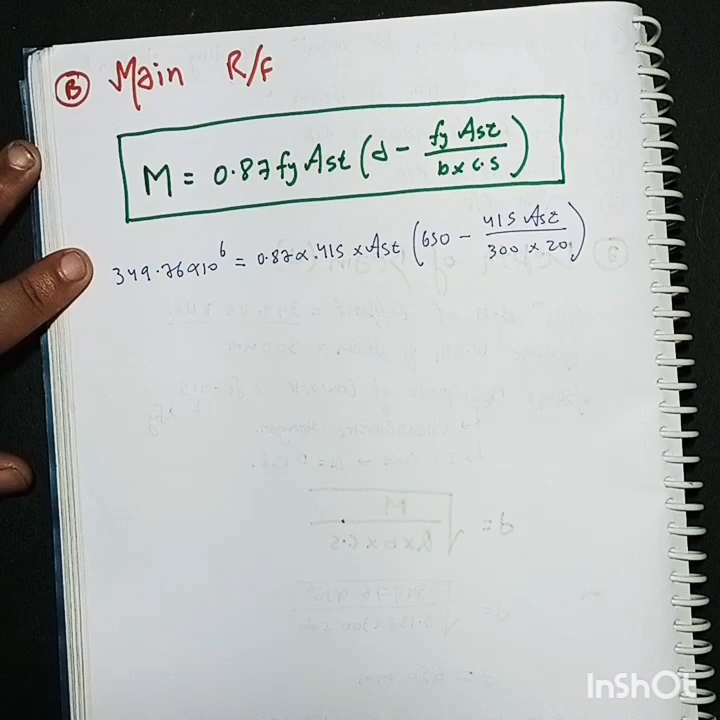 B Main R/F
M = 0.87 fy Ast (d - fy Ast / b x c.s)
349.76x10^6 = 0.87 x .415 x Ast (650 - 415 Ast / 300 x 20)
InShOt